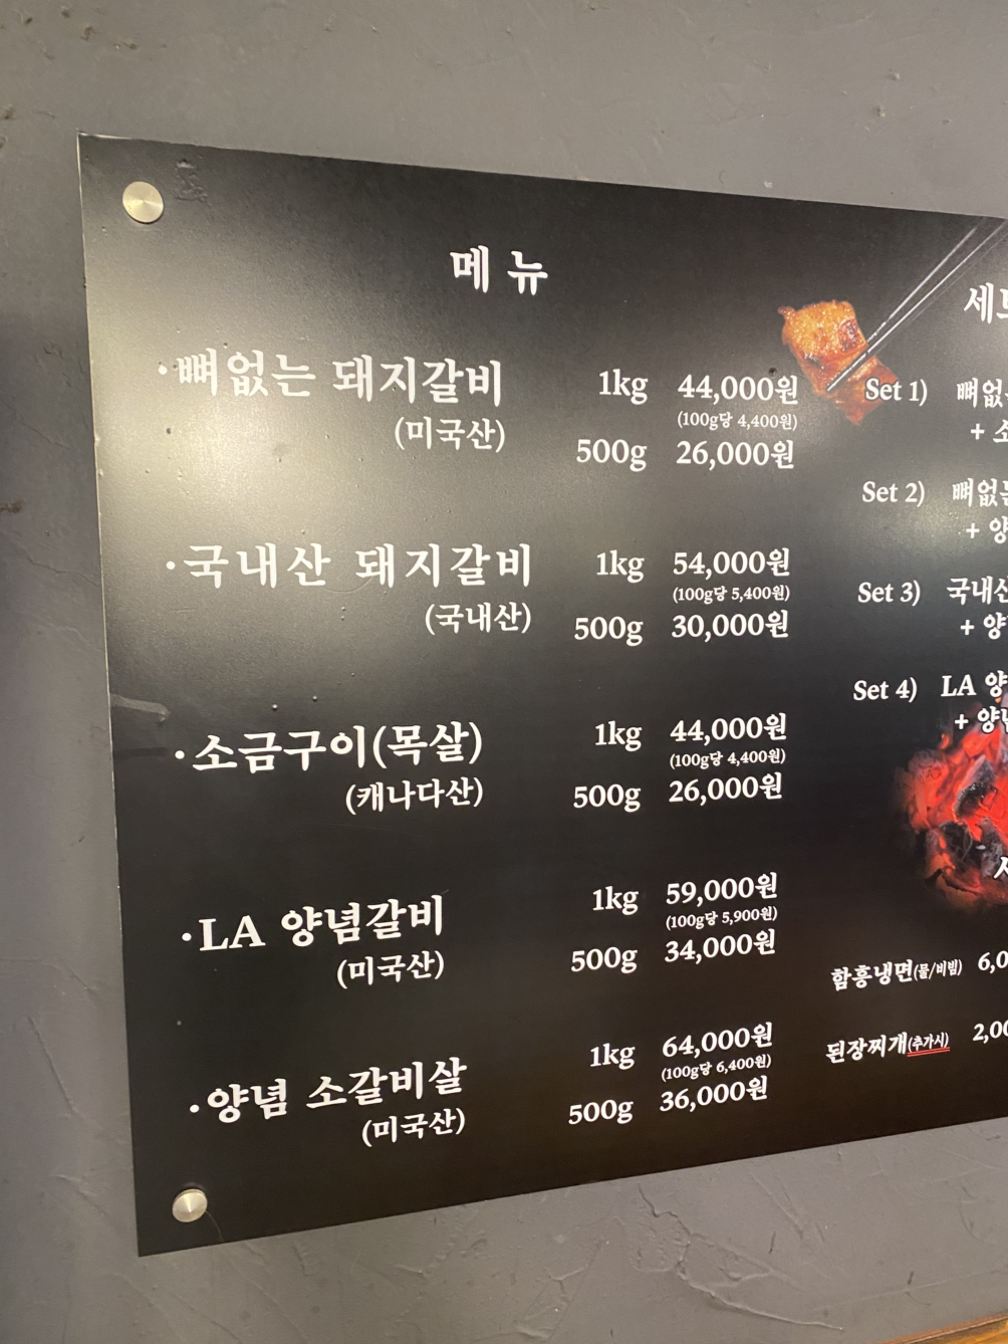 메뉴
·뼈없는 돼지갈비 1kg 44,000원
(미국산) (100g당 4,400원)
500g 26,000원
·국내산 돼지갈비 1kg 54,000원
(국내산) (100g당 5,400원)
500g 30,000원
·소금구이(목살) 1kg 44,000원
(캐나다산) (100g당 4,400원)
500g 26,000원
·LA 양념갈비 1kg 59,000원
(미국산) (100g당 5,900원)
500g 34,000원
·양념 소갈비살 1kg 64,000원
(미국산) (100g당 6,400원)
500g 36,000원
Set 1)
+
Set 2)
+
Set 3)
+
Set 4) LA
+
함흥냉면(물/비빔)
된장찌개(추가시)